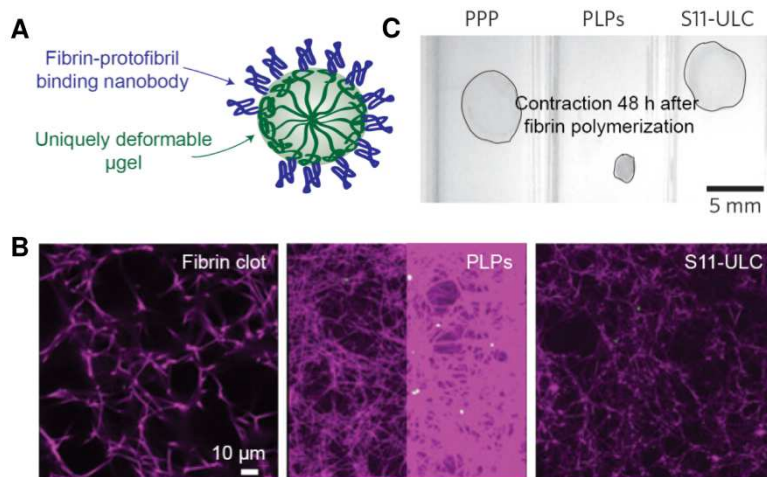 A
Fibrin-protofibril
binding nanobody
Uniquely deformable
µgel
C
PPP PLPs S11-ULC
Contraction 48 h after
fibrin polymerization
5 mm
B
Fibrin clot
10 µm
PLPs
S11-ULC